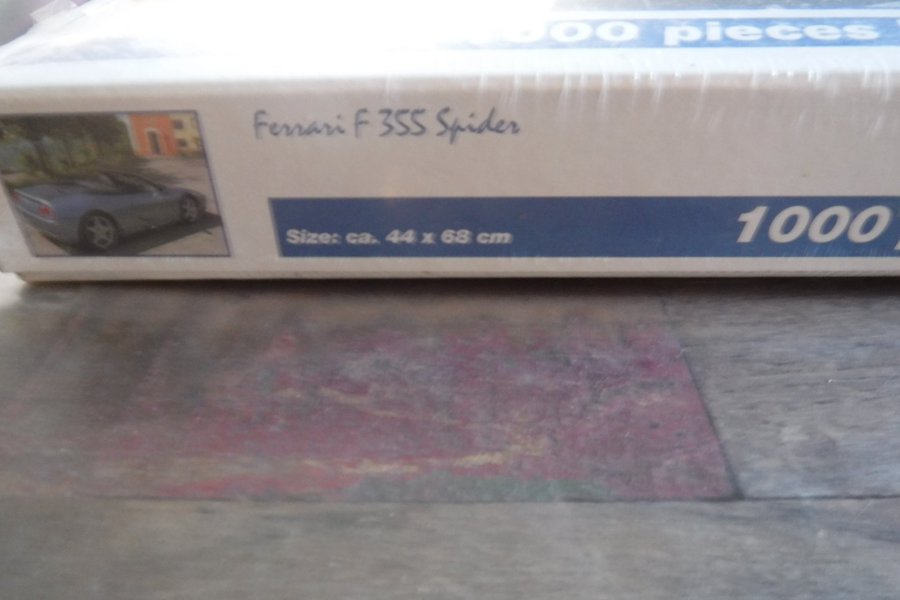 pieces
Ferrari F 355 Spider
Size: ca. 44 x 68 cm
1000